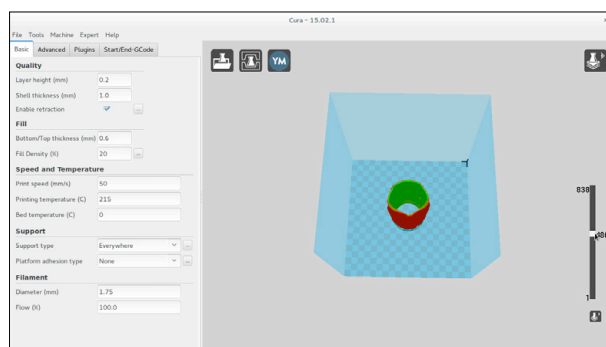 Cura - 15.02.1
File Tools Machine Expert Help
Basic Advanced Plugins Start/End-GCode
Quality
Layer height (mm) 0.2
Shell thickness (mm) 1.0
Enable retraction ...
Fill
Bottom/Top thickness (mm) 0.6
Fill Density (%) 20 ...
Speed and Temperature
Print speed (mm/s) 50
Printing temperature (C) 215
Bed temperature (C) 0
Support
Support type Everywhere ...
Platform adhesion type None ...
Filament
Diameter (mm) 1.75
Flow (%) 100.0
YM
838
1